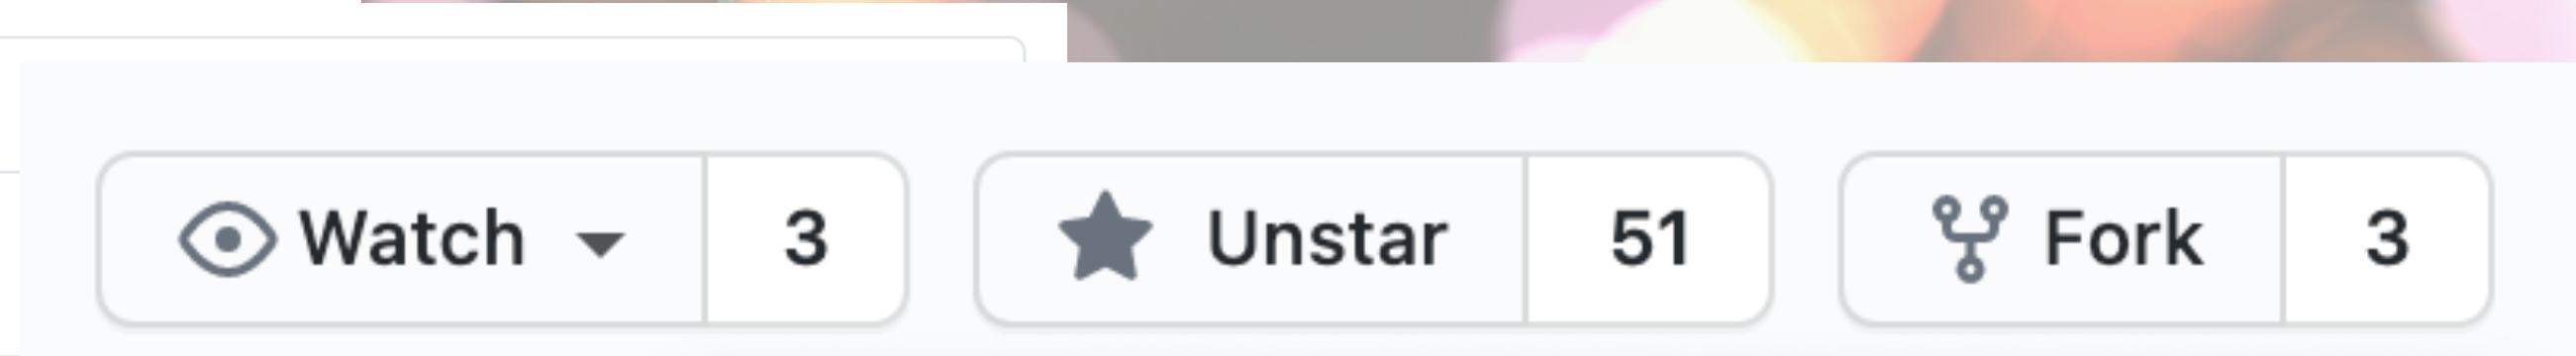 Watch 3 Unstar 51 Fork 3